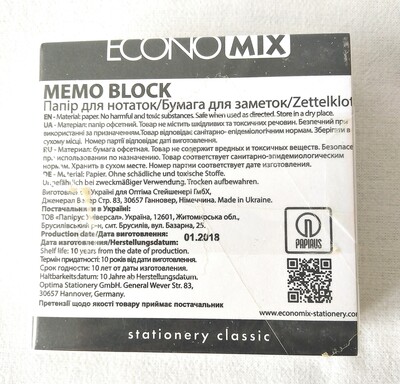 ECONOMIX
MEMO BLOCK
Папір для нотаток/Бумага для заметок/Zettelklot
EN - Material: paper. No harmful and toxic substances. Safe when used as directed. Store in a dry place.
UA - Матеріал: папір офсетний. Товар не містить шкідливих та токсичних речовин. Безпечний при
використанні за призначенням. Товар відповідає санітарно-епідеміологічним нормам. Зберігати в
сухому місці. Номер партії відповідає даті виготовлення.
RU - Материал: бумага офсетная. Товар не содержит вредных и токсичных веществ. Безопасен
при использовании по назначению. Товар соответствует санитарно-эпидемиологическим
нормам. Хранить в сухом месте. Номер партии соответствует дате изготовления.
DE - Material: Papier. Ohne schädliche und toxische Stoffe.
Ungefährlich bei zweckmäßiger Verwendung. Trocken aufbewahren.
Виготовлено в Україні для Оптіма Стейшенері ГмбХ,
Дженерал Вевер Стр 83, 30657 Ганновер, Німеччина. Made in Ukraine.
Постачальник в Україні:
ТОВ «Папірус Універсал». Україна, 12601, Житомирська обл.,
Брусилівський р-н, смт. Брусилів, вул. Базарна, 25.
Production date/Дата виготовлення:
Дата изготовления/Herstellungsdatum: 01.2018
Shelf life: 10 years from the date of manufacture.
Термін придатності: 10 років від дати виготовлення.
Срок годности: 10 лет от даты изготовления.
Haltbarkeitsdatum: 10 Jahre ab Herstellungsdatum.
Optima Stationery GmbH. General Wever Str. 83,
30657 Hannover, Germany.
Претензії щодо якості товару приймає постачальник
PAPIRUS
www.economix-stationery.com
stationery classic